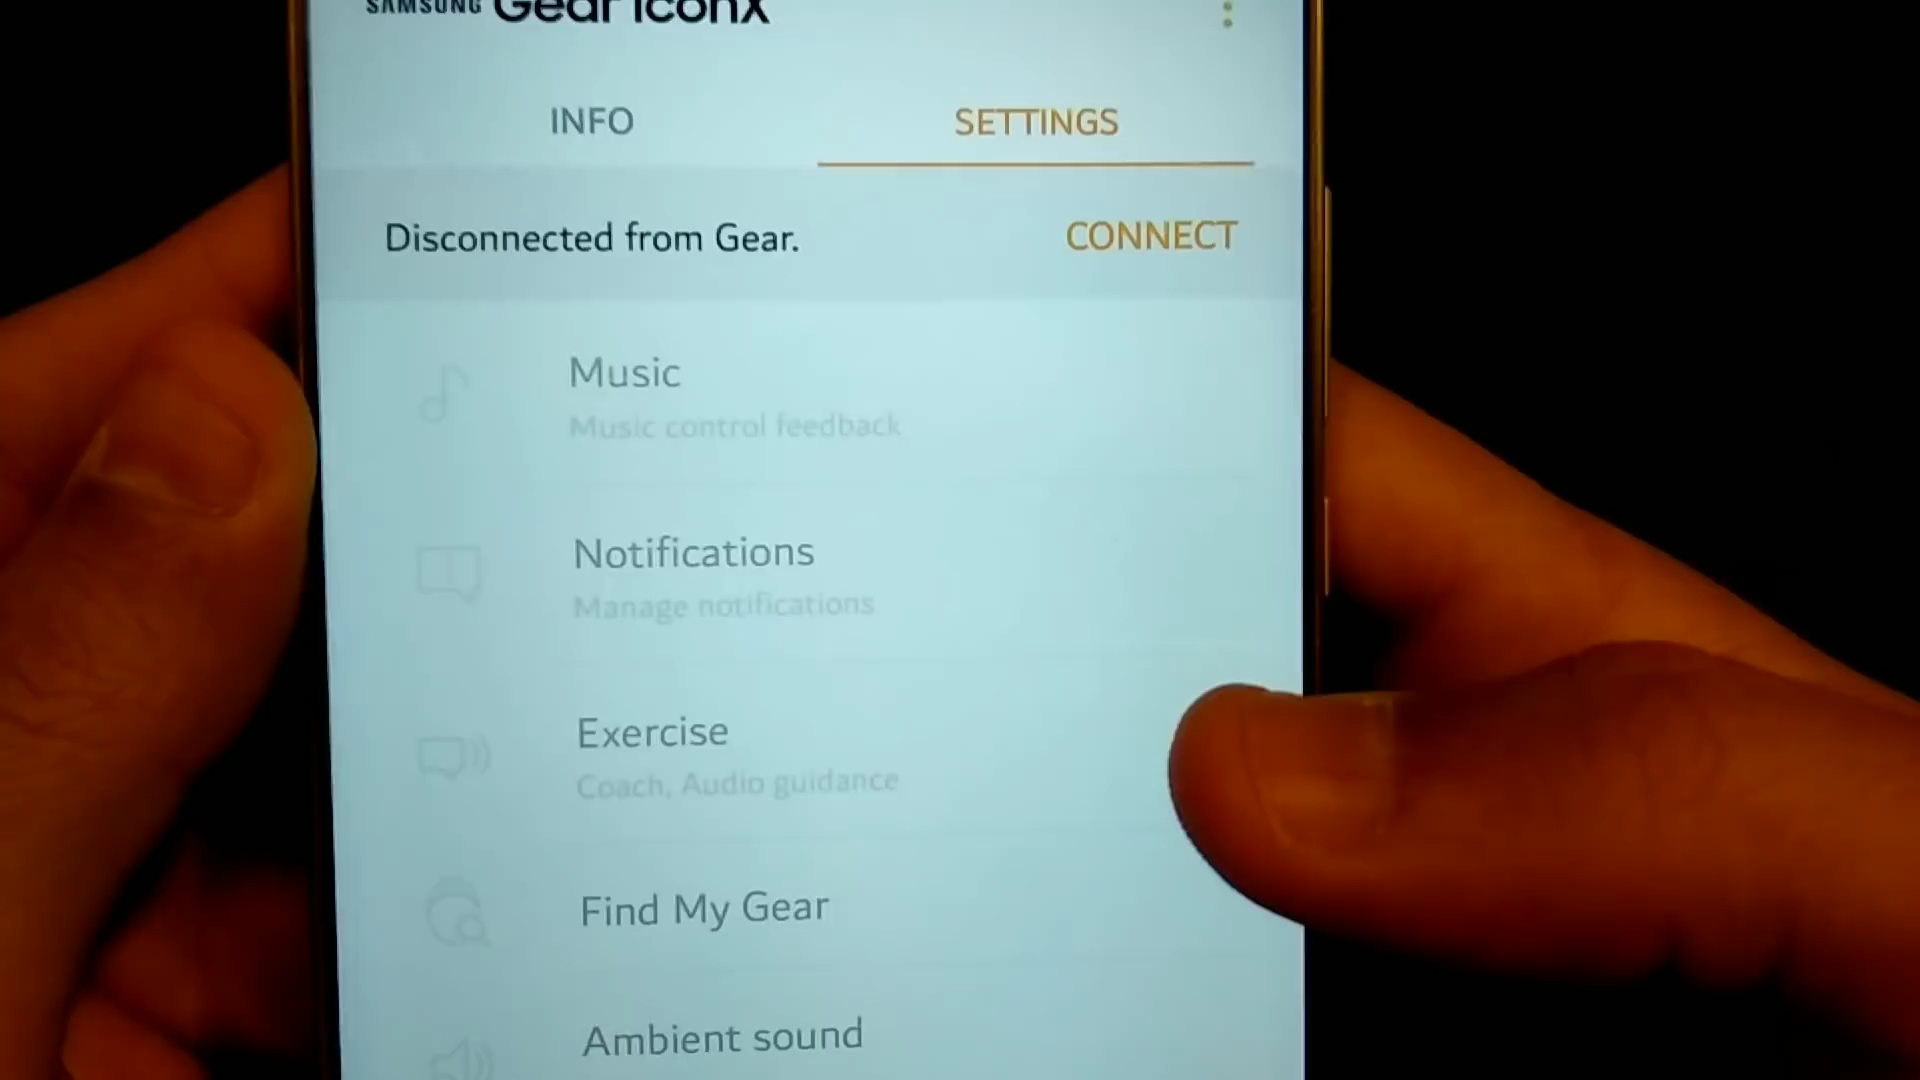 SAMSUNG Gear IconX
INFO
SETTINGS
Disconnected from Gear.
CONNECT
Music
Music control feedback
Notifications
Manage notifications
Exercise
Coach, Audio guidance
Find My Gear
Ambient sound